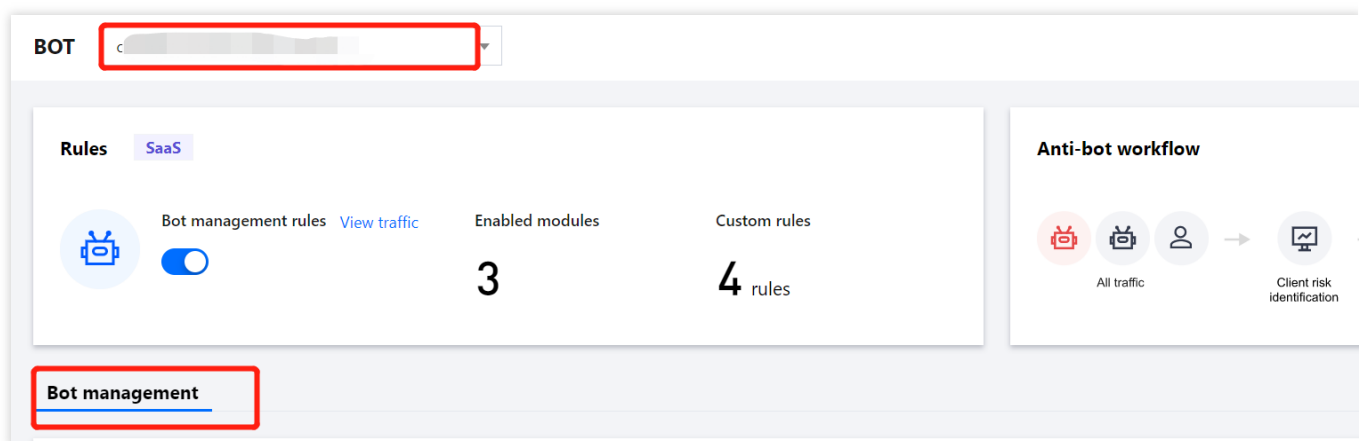 BOT
c
Rules SaaS
Bot management rules View traffic
3
Enabled modules
4 rules
Custom rules
Anti-bot workflow
All traffic
Client risk
identification
Bot management